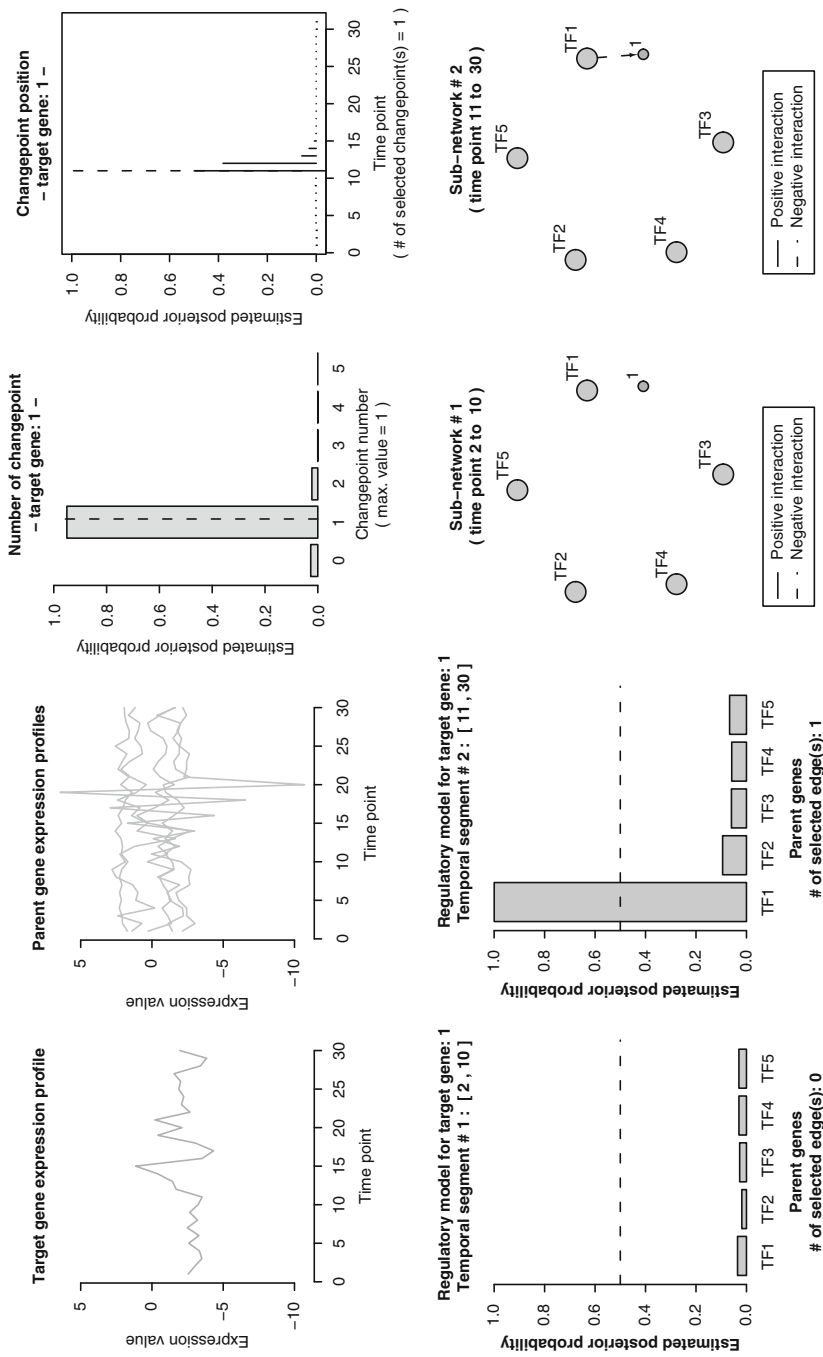 Target gene expression profile
Expression value
5
0
−5
−10
0 5 10 15 20 25 30
Time point
Parent gene expression profiles
Expression value
5
0
−5
−10
0 5 10 15 20 25 30
Time point
Number of changepoint
− target gene: 1 −
Estimated posterior probability
1.0
0.8
0.6
0.4
0.2
0.0
0 1 2 3 4 5
Changepoint number
( max. value = 1 )
Changepoint position
− target gene: 1 −
Estimated posterior probability
1.0
0.8
0.6
0.4
0.2
0.0
0 5 10 15 20 25 30
Time point
( # of selected changepoint(s) = 1 )
Regulatory model for target gene: 1
Temporal segment # 1 : [ 2 , 10 ]
Estimated posterior probability
1.0
0.8
0.6
0.4
0.2
0.0
TF1 TF2 TF3 TF4 TF5
Parent genes
# of selected edge(s): 0
Regulatory model for target gene: 1
Temporal segment # 2 : [ 11 , 30 ]
Estimated posterior probability
1.0
0.8
0.6
0.4
0.2
0.0
TF1 TF2 TF3 TF4 TF5
Parent genes
# of selected edge(s): 1
Sub−network # 1
( time point 2 to 10 )
TF5
TF2
TF1
1
TF4
TF3
Positive interaction
Negative interaction
Sub−network # 2
( time point 11 to 30 )
TF5
TF2
TF1
1
TF4
TF3
Positive interaction
Negative interaction